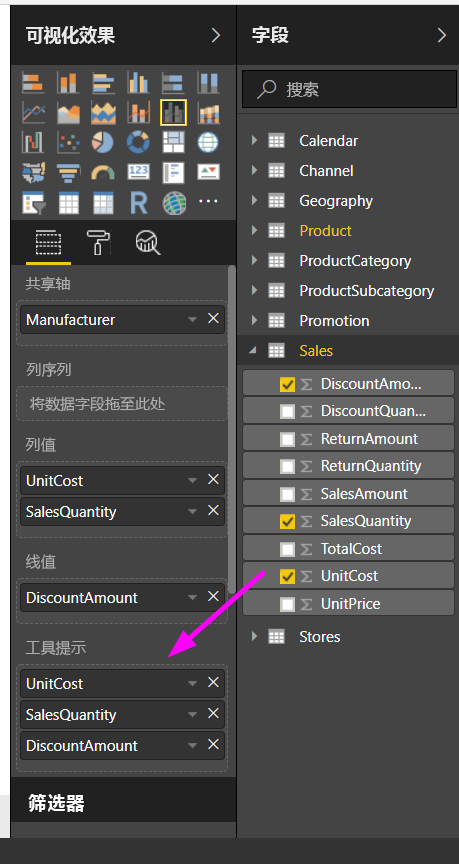 可视化效果
123
R
共享轴
Manufacturer
列序列
将数据字段拖至此处
列值
UnitCost
SalesQuantity
线值
DiscountAmount
工具提示
UnitCost
SalesQuantity
DiscountAmount
筛选器
字段
搜索
Calendar
Channel
Geography
Product
ProductCategory
ProductSubcategory
Promotion
Sales
DiscountAmo...
DiscountQuan...
ReturnAmount
ReturnQuantity
SalesAmount
SalesQuantity
TotalCost
UnitCost
UnitPrice
Stores